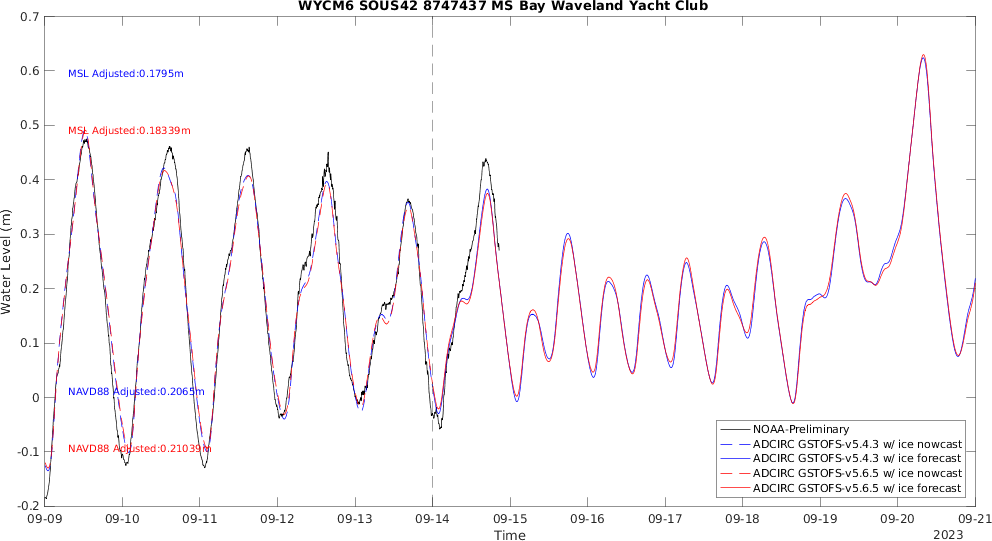 WYCM6 SOUS42 8747437 MS Bay Waveland Yacht Club
0.7
0.6
0.5
0.4
0.3
0.2
0.1
0
-0.1
-0.2
Water Level (m)
MSL Adjusted:0.1795m
MSL Adjusted:0.18339m
NAVD88 Adjusted:0.2065m
NAVD88 Adjusted:0.21039m
NOAA-Preliminary
ADCIRC GSTOFS-v5.4.3 w/ ice nowcast
ADCIRC GSTOFS-v5.4.3 w/ ice forecast
ADCIRC GSTOFS-v5.6.5 w/ ice nowcast
ADCIRC GSTOFS-v5.6.5 w/ ice forecast
09-09 09-10 09-11 09-12 09-13 09-14 09-15 09-16 09-17 09-18 09-19 09-20 09-21
Time
2023